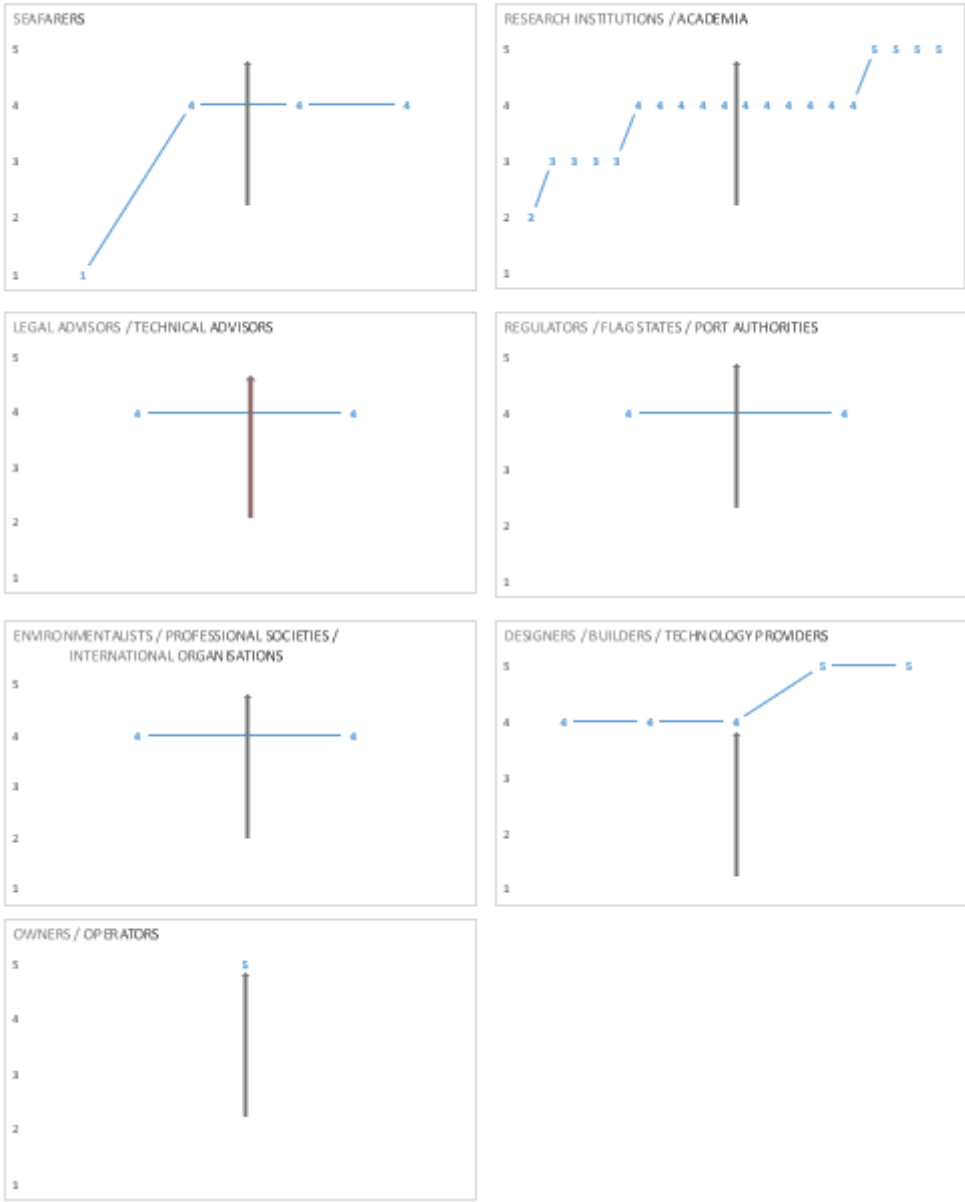 SEAFARERS
5
4 4 4 4
3
2
1 1
RESEARCH INSTITUTIONS / ACADEMIA
5 5 5 5 5
4 4 4 4 4 4 4 4 4 4 4 4
3 3 3 3 3
2 2
1
LEGAL ADVISORS / TECHNICAL ADVISORS
5
4 4 4
3
2
1
REGULATORS / FLAG STATES / PORT AUTHORITIES
5
4 4 4
3
2
1
ENVIRONMENTALISTS / PROFESSIONAL SOCIETIES /
INTERNATIONAL ORGANISATIONS
5
4 4 4
3
2
1
DESIGNERS / BUILDERS / TECHNOLOGY PROVIDERS
5 5 5
4 4 4 4
3
2
1
OWNERS / OPERATORS
5 5
4
3
2
1